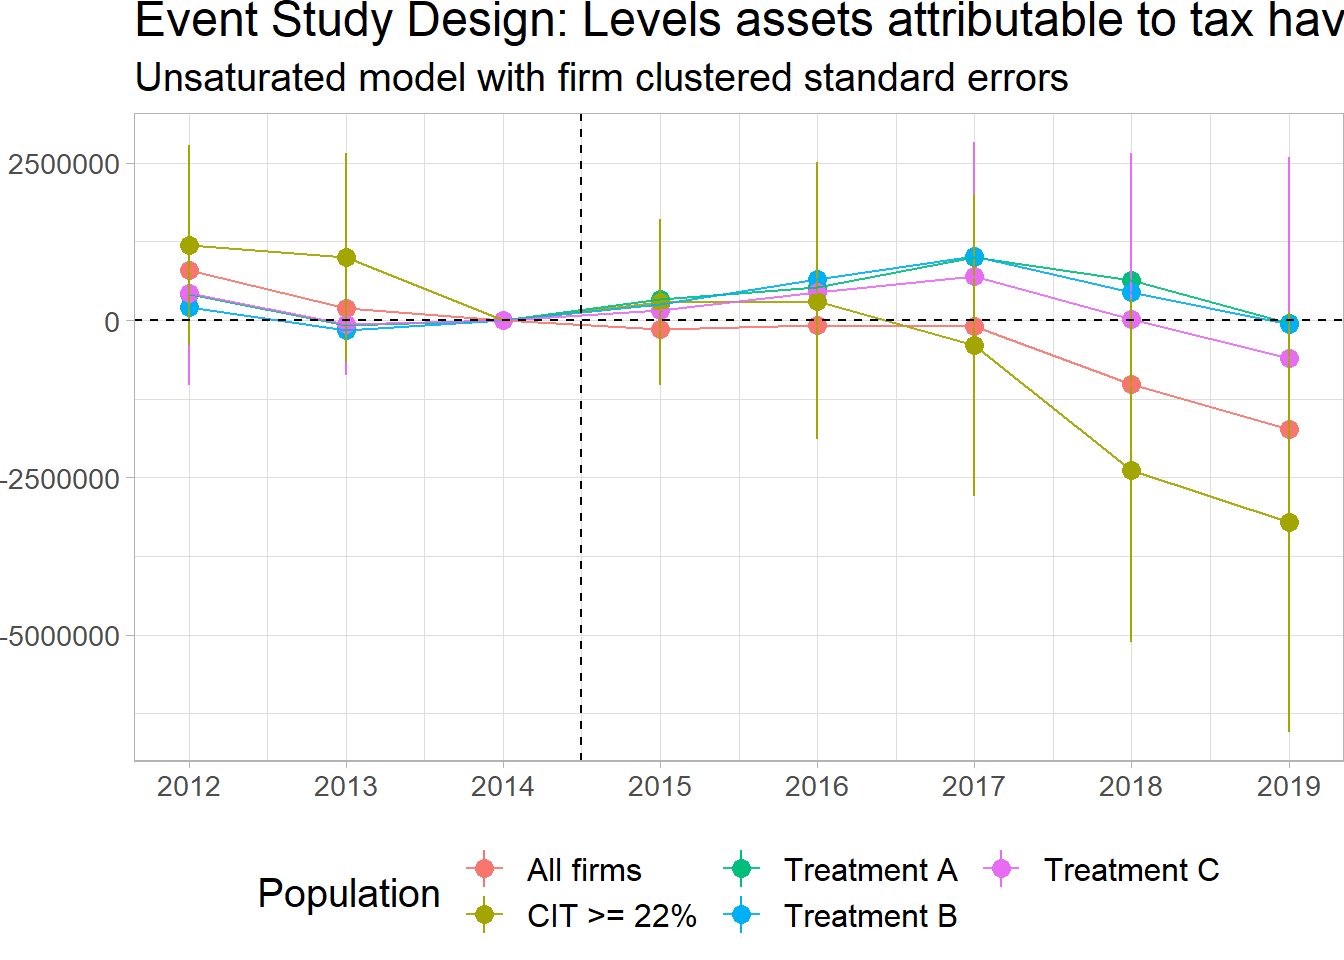 Event Study Design: Levels assets attributable to tax hav
Unsaturated model with firm clustered standard errors
2500000
0
-2500000
-5000000
2012 2013 2014 2015 2016 2017 2018 2019
Population
All firms Treatment A Treatment C
CIT >= 22% Treatment B